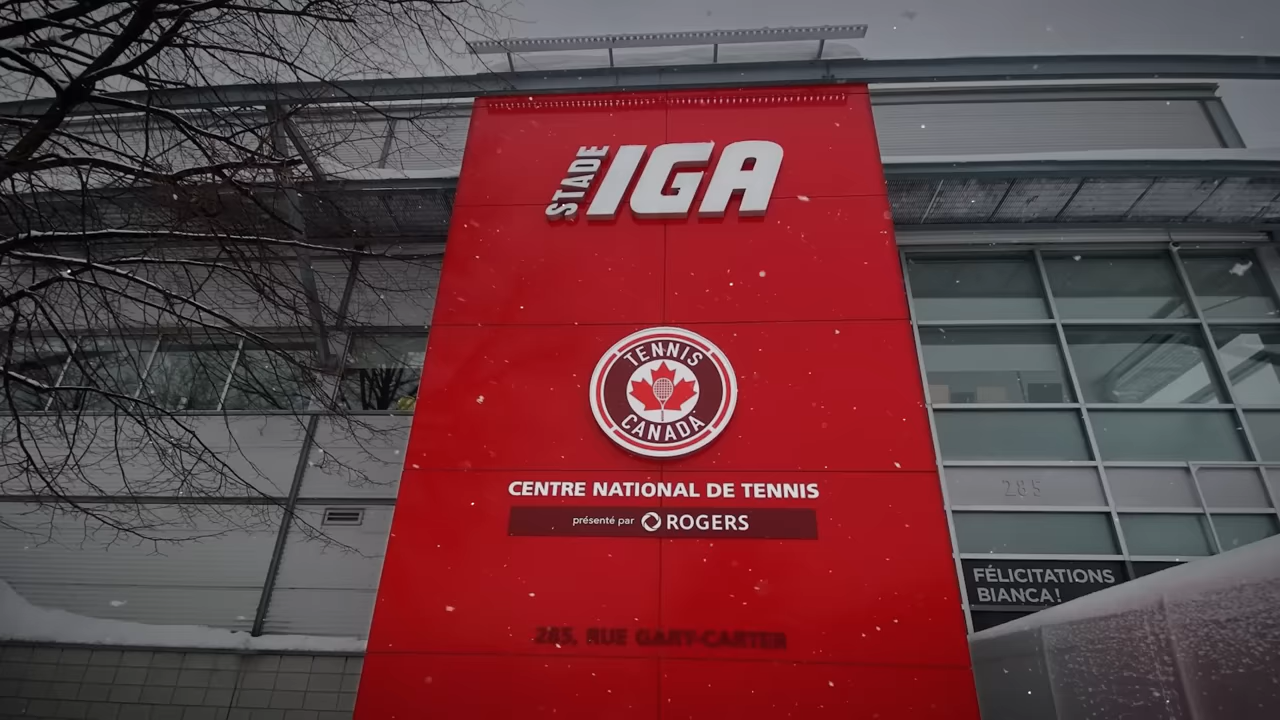 STADE IGA
TENNIS
CANADA
CENTRE NATIONAL DE TENNIS
présenté par ROGERS
285, RUE GARY-CARTER
285
FÉLICITATIONS
BIANCA!